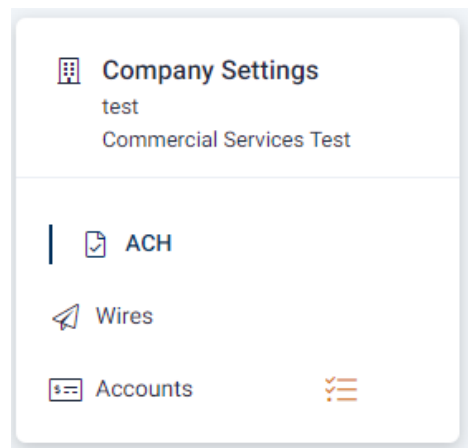 Company Settings
test
Commercial Services Test
ACH
Wires
Accounts